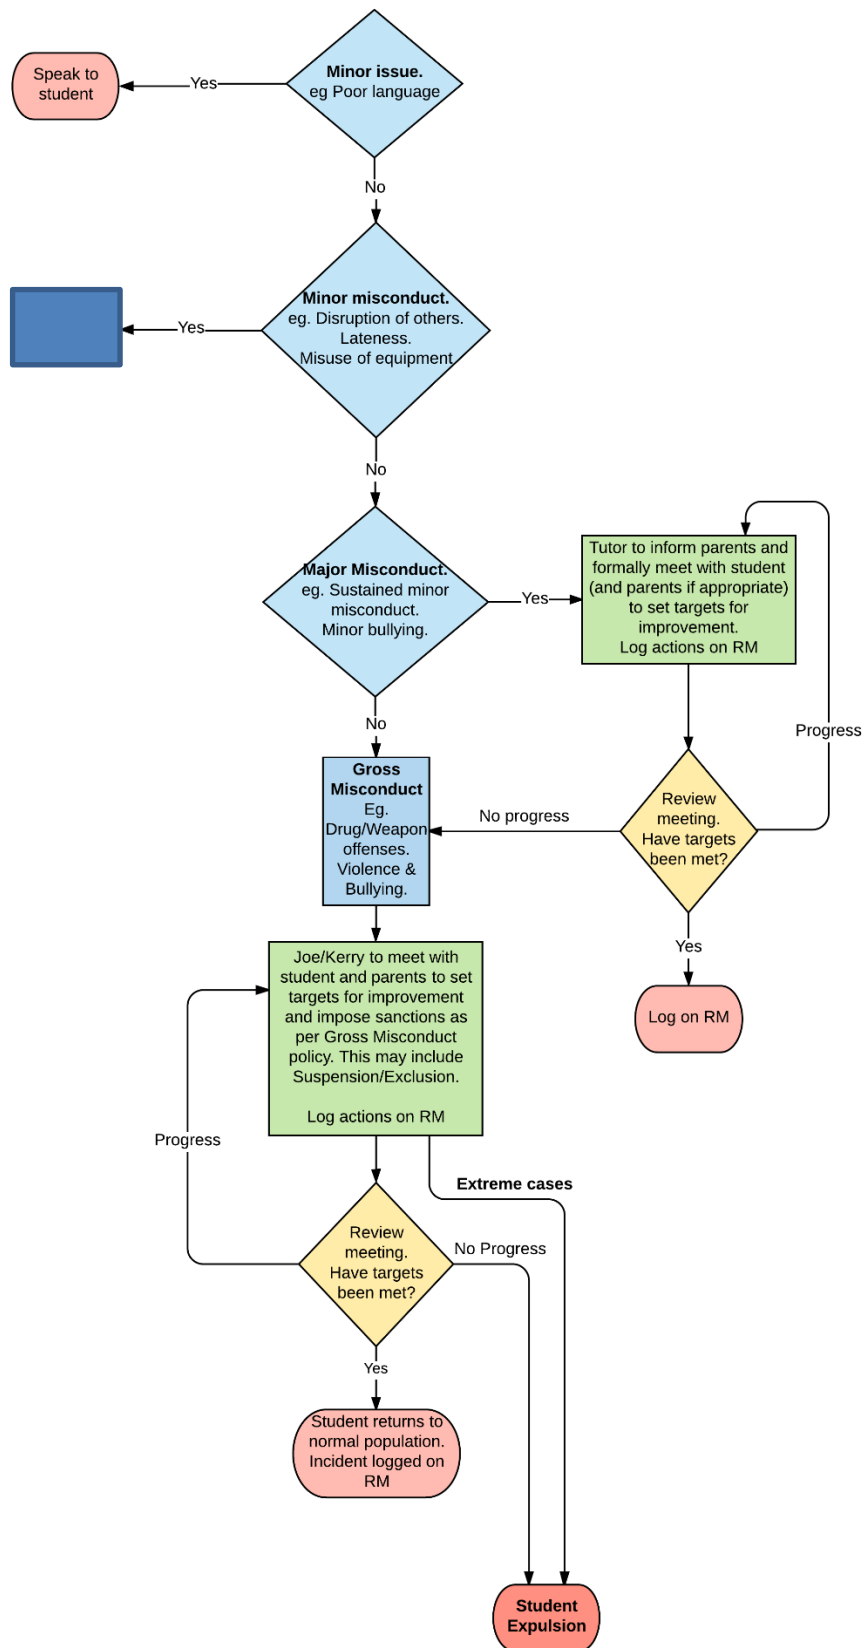 Minor issue.
eg Poor language
Yes
Speak to
student
No
Minor misconduct.
eg. Disruption of others.
Lateness.
Misuse of equipment
Yes
No
Major Misconduct.
eg. Sustained minor
misconduct.
Minor bullying.
Yes
Tutor to inform parents and
formally meet with student
(and parents if appropriate)
to set targets for
improvement.
Log actions on RM
Progress
No
Gross
Misconduct
Eg.
Drug/Weapon
offenses.
Violence &
Bullying.
No progress
Review
meeting.
Have targets
been met?
Yes
Log on RM
Joe/Kerry to meet with
student and parents to set
targets for improvement
and impose sanctions as
per Gross Misconduct
policy. This may include
Suspension/Exclusion.
Log actions on RM
Progress
Extreme cases
Review
meeting.
Have targets
been met?
No Progress
Yes
Student returns to
normal population.
Incident logged on
RM
Student
Expulsion